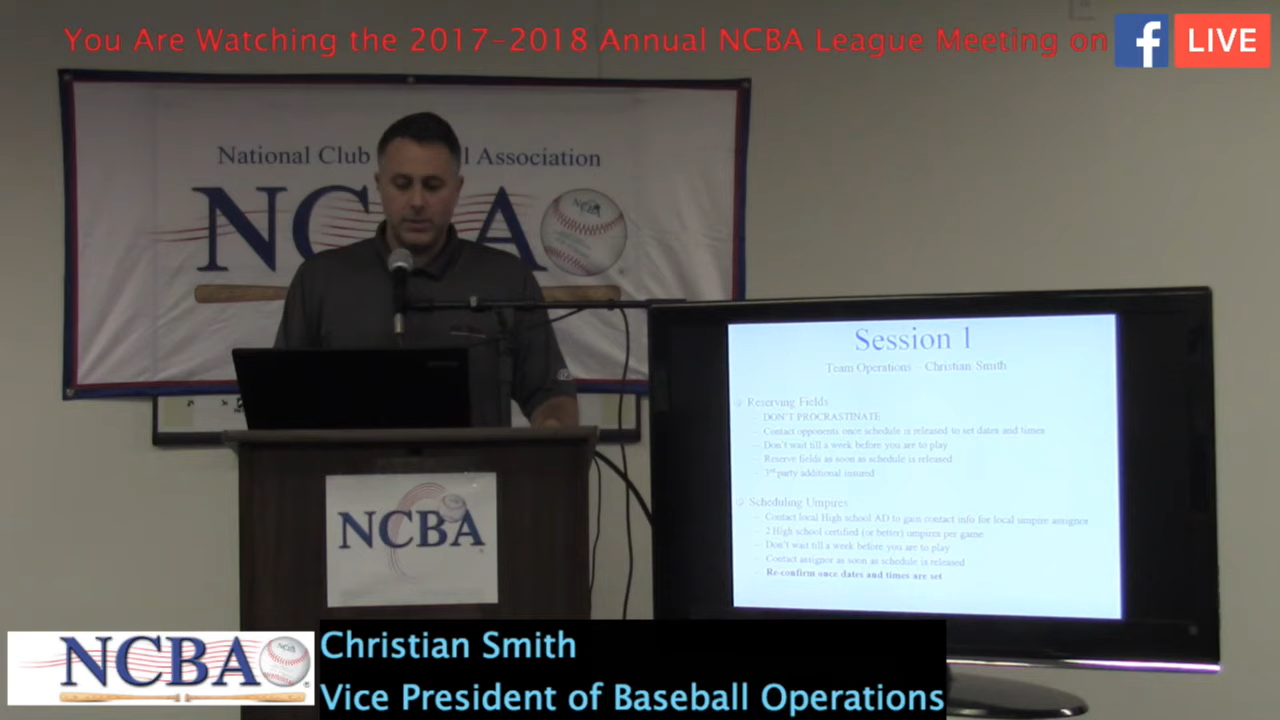 You Are Watching the 2017-2018 Annual NCBA League Meeting on f LIVE
National Club l Association
NC A
Session 1
Team Operations - Christian Smith
Reserving Fields
- DON'T PROCRASTINATE
- Contact opponents once schedule is released to set dates and times
- Don't wait till a week before you are to play
- Reserve fields as soon as schedule is released
- 3rd party additional insured
Scheduling Umpires
- Contact local High school AD to gain contact info for local umpire assignor
- 2 High school certified (or better) umpires per game
- Don't wait till a week before you are to play
- Contact assignor as soon as schedule is released
- Re-confirm once dates and times are set
NCBA
NCBA
Christian Smith
Vice President of Baseball Operations